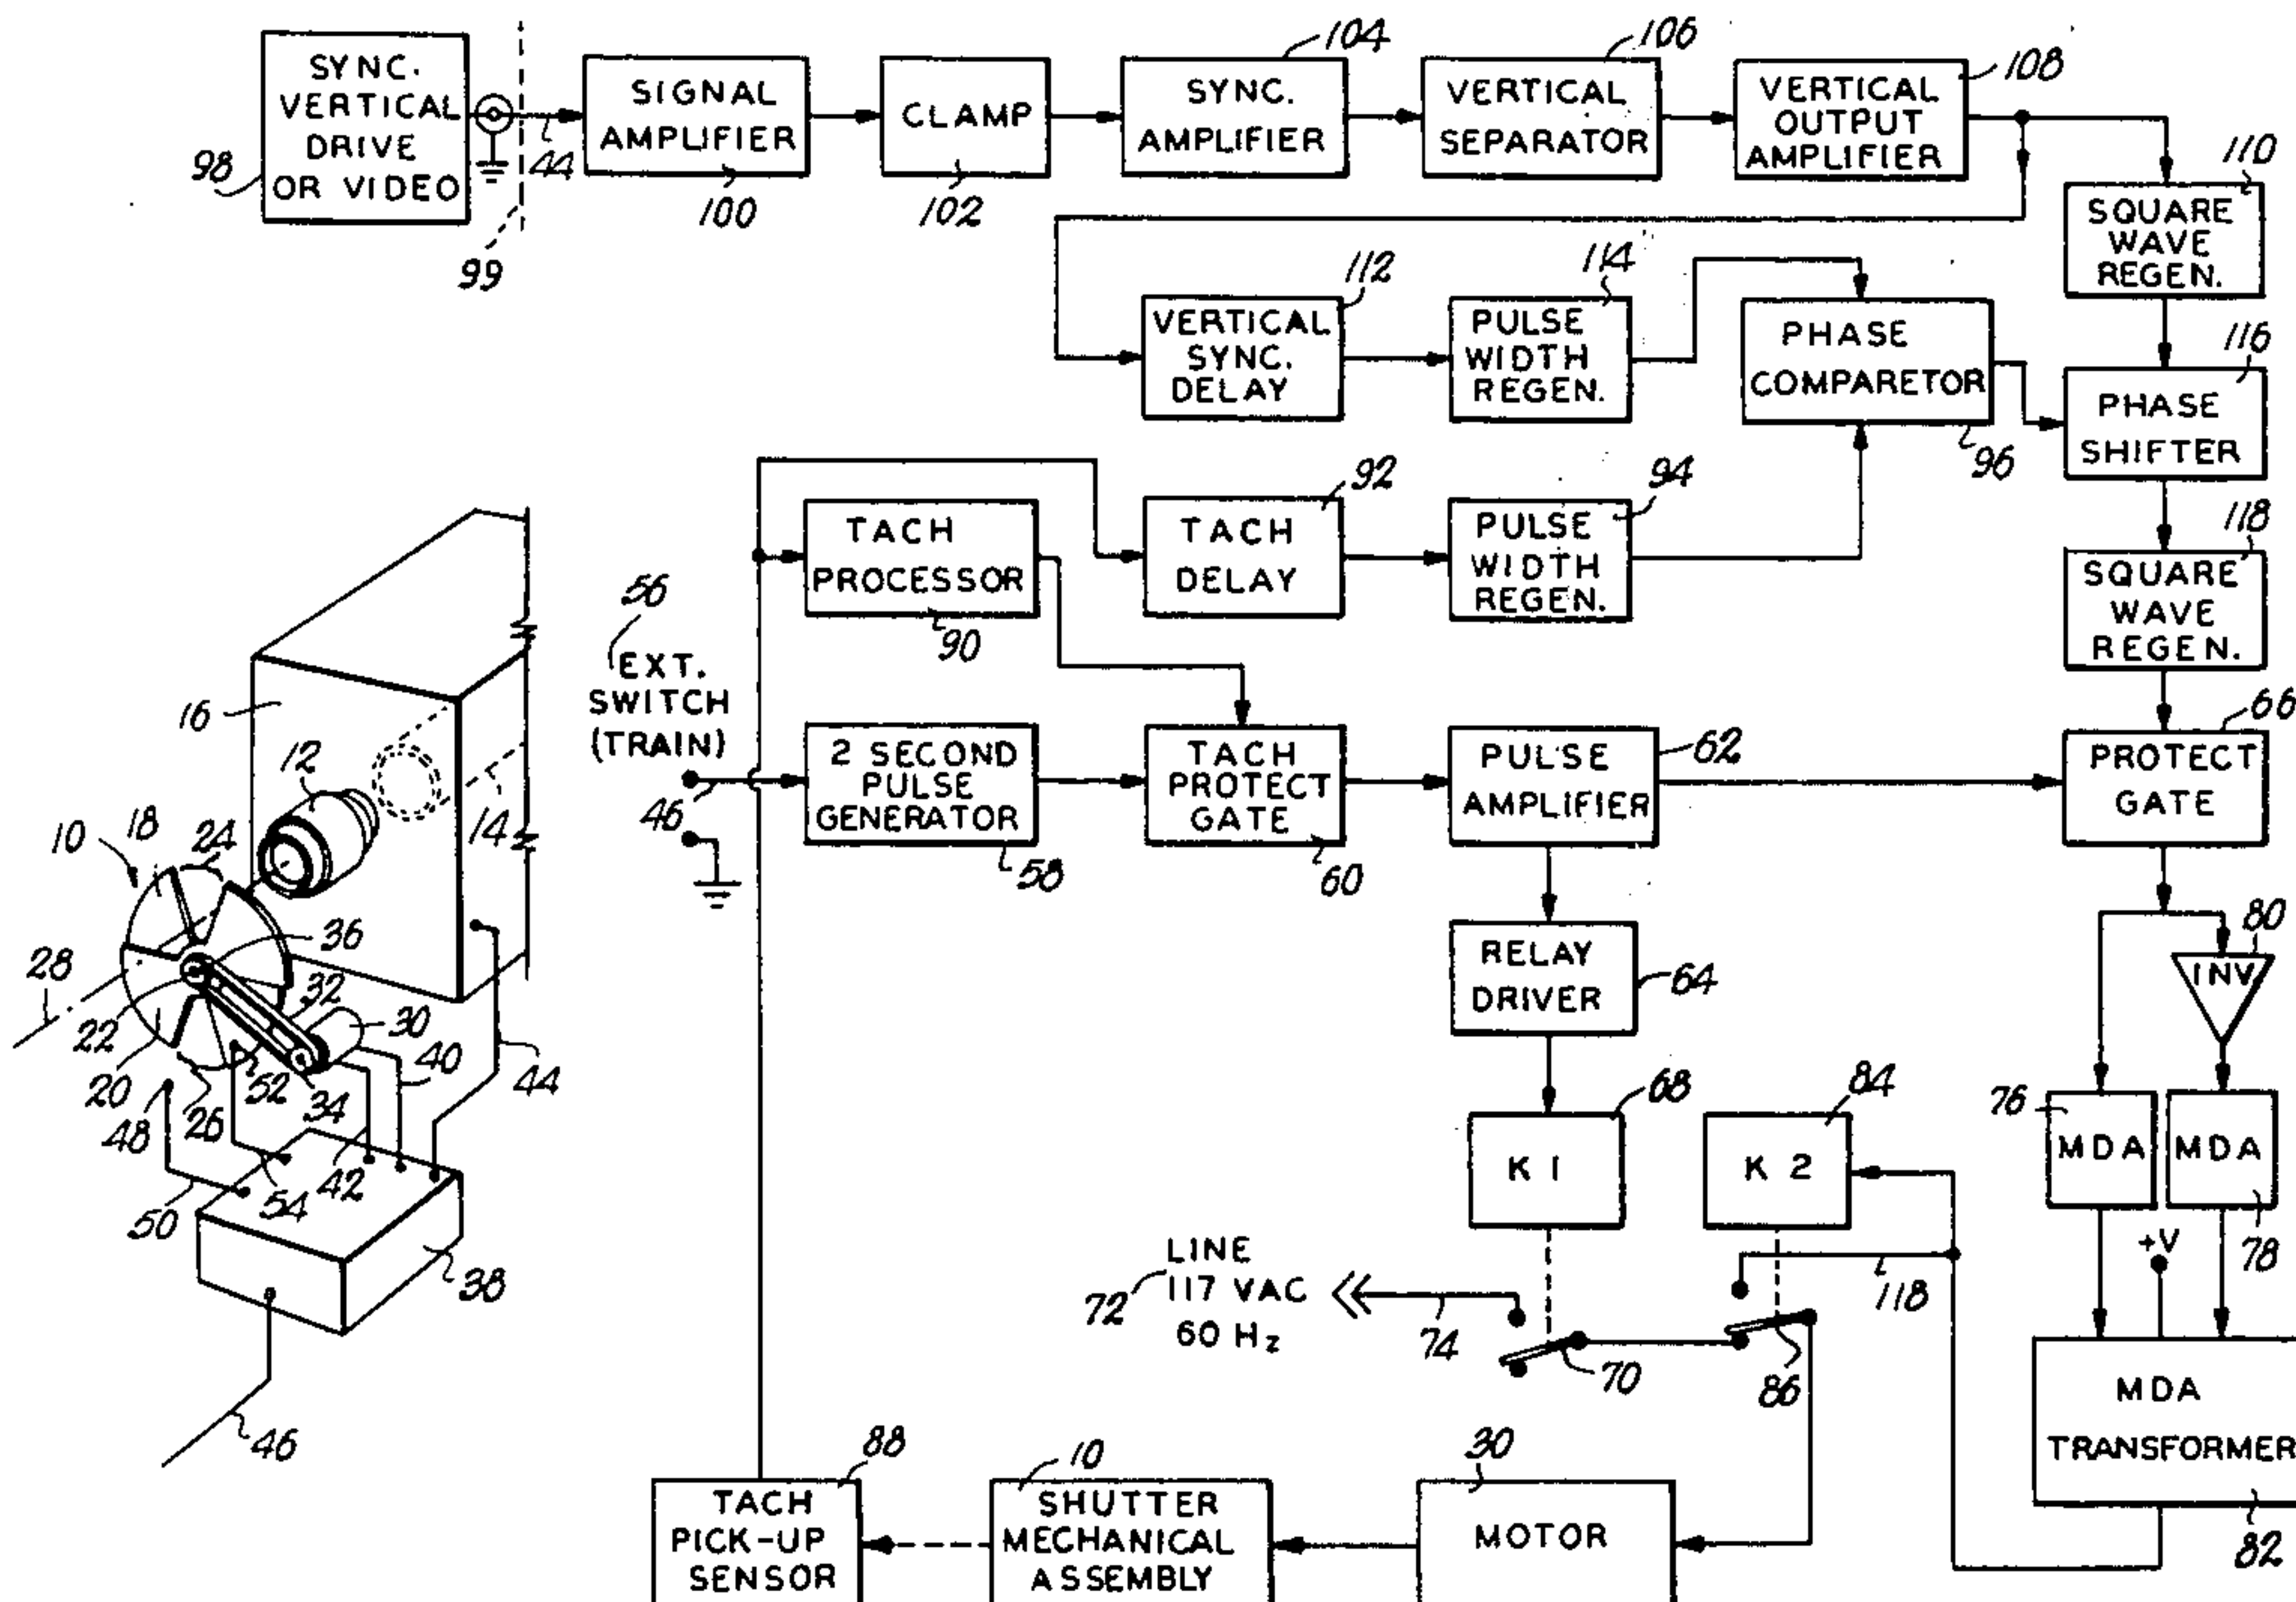 SYNC.
VERTICAL
DRIVE
OR VIDEO
98
99
44
SIGNAL
AMPLIFIER
100
CLAMP
102
SYNC.
AMPLIFIER
104
VERTICAL
SEPARATOR
106
VERTICAL
OUTPUT
AMPLIFIER
108
SQUARE
WAVE
REGEN.
110
VERTICAL
SYNC.
DELAY
112
PULSE
WIDTH
REGEN.
114
PHASE
COMPARETOR
96
PHASE
SHIFTER
116
TACH
PROCESSOR
90
TACH
DELAY
92
PULSE
WIDTH
REGEN.
94
SQUARE
WAVE
REGEN.
118
56
EXT.
SWITCH
(TRAIN)
46
2 SECOND
PULSE
GENERATOR
58
TACH
PROTECT
GATE
60
PULSE
AMPLIFIER
62
PROTECT
GATE
66
RELAY
DRIVER
64
INV
80
K 1
68
K 2
84
76
MDA
MDA
78
+V
118
LINE
117 VAC
60 Hz
72
74
70
86
MDA
TRANSFORMER
82
TACH
PICK-UP
SENSOR
88
SHUTTER
MECHANICAL
ASSEMBLY
10
MOTOR
30
16
12
14
18
24
10
36
28
32
30
22
40
20
26
52
34
44
48
42
54
50
38
46